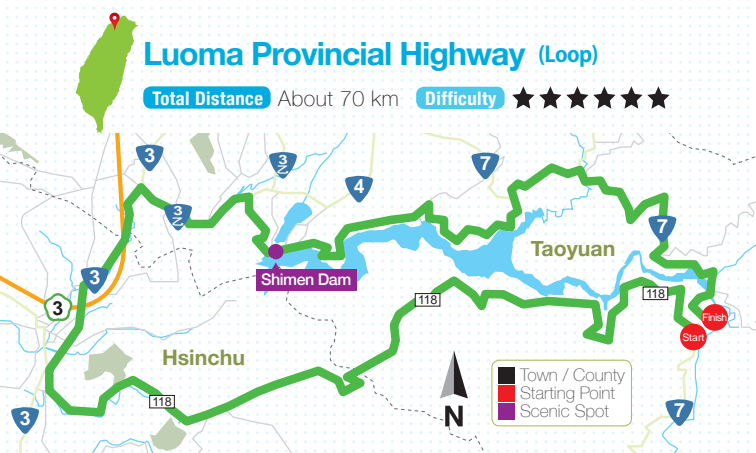 Luoma Provincial Highway (Loop)
Total Distance About 70 km Difficulty ★★★★★★
3
3乙
4
7
3乙
Taoyuan
7
3
Shimen Dam
3
118
118
Finish
Start
Hsinchu
118
3
N
7
Town / County
Starting Point
Scenic Spot